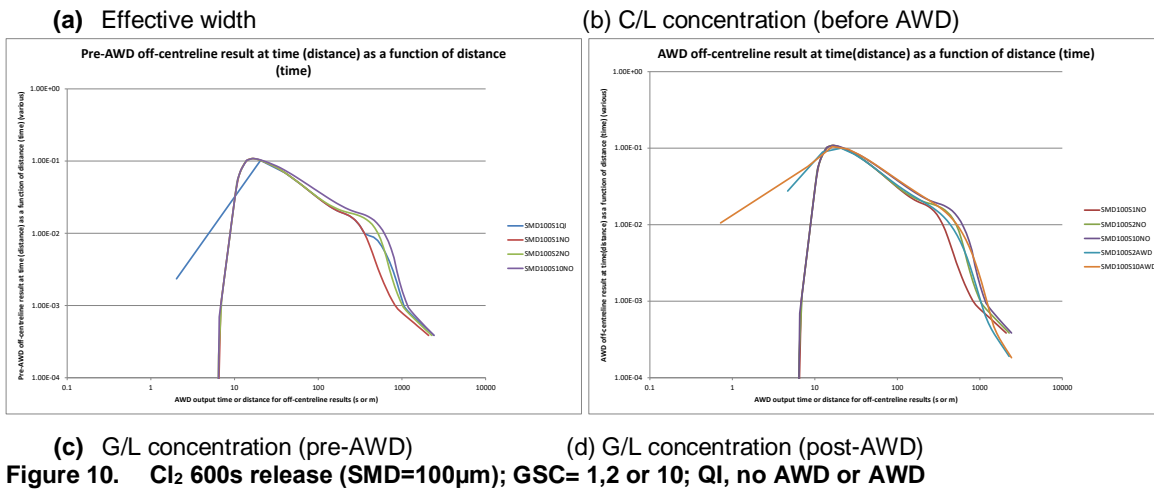 (a) Effective width (b) C/L concentration (before AWD)
Pre-AWD off-centreline result at time (distance) as a function of distance
(time)
Pre-AWD off-centreline result at time (distance) as a function of distance (time) (various)
1.00E+00
1.00E-01
1.00E-02
1.00E-03
1.00E-04
0.1 1 10 100 1000 10000
AWD output time or distance for off-centreline results (s or m)
SMD100S1QI
SMD100S1NO
SMD100S2NO
SMD100S10NO
AWD off-centreline result at time(distance) as a function of distance (time)
AWD off-centreline result at time(distance) as a function of distance (time) (various)
1.00E+00
1.00E-01
1.00E-02
1.00E-03
1.00E-04
0.1 1 10 100 1000 10000
AWD output time or distance for off-centreline results (s or m)
SMD100S1NO
SMD100S2NO
SMD100S10NO
SMD100S2AWD
SMD100S10AWD
(c) G/L concentration (pre-AWD) (d) G/L concentration (post-AWD)
Figure 10. Cl₂ 600s release (SMD=100µm); GSC= 1,2 or 10; QI, no AWD or AWD